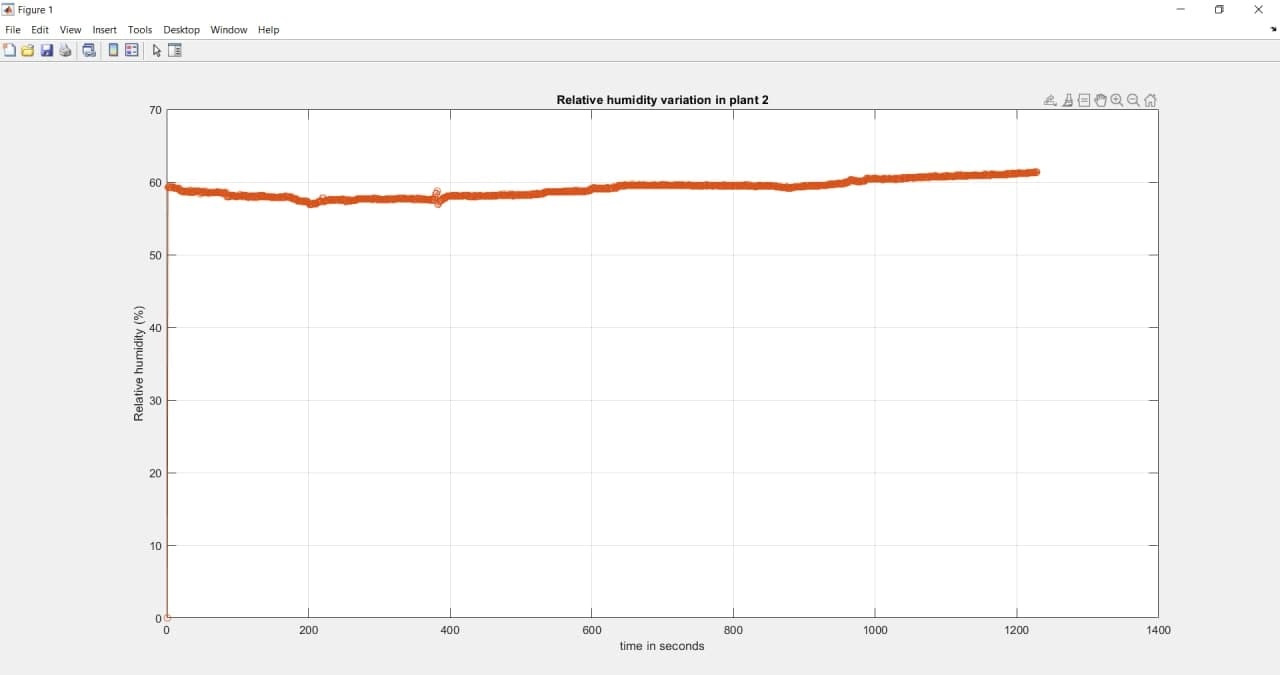 Figure 1
File Edit View Insert Tools Desktop Window Help
Relative humidity variation in plant 2
70
60
50
40
30
20
10
0
Relative humidity (%)
0 200 400 600 800 1000 1200 1400
time in seconds